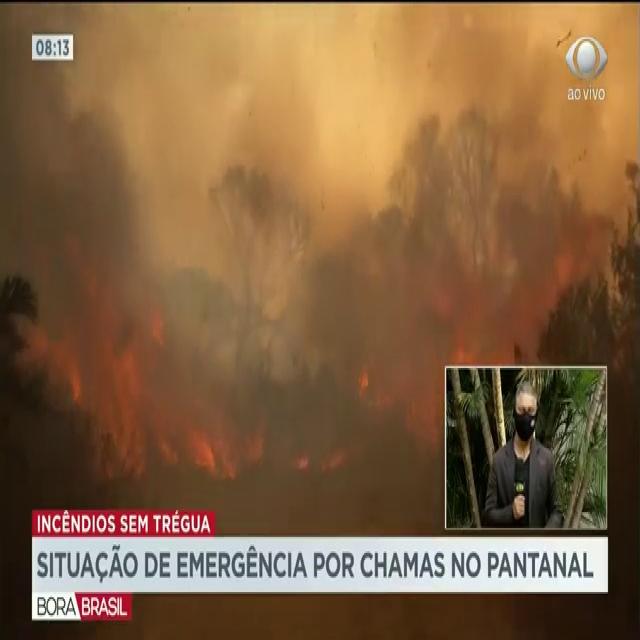 08:13
ao vivo
INCÊNDIOS SEM TRÉGUA
SITUAÇÃO DE EMERGÊNCIA POR CHAMAS NO PANTANAL
BORA BRASIL